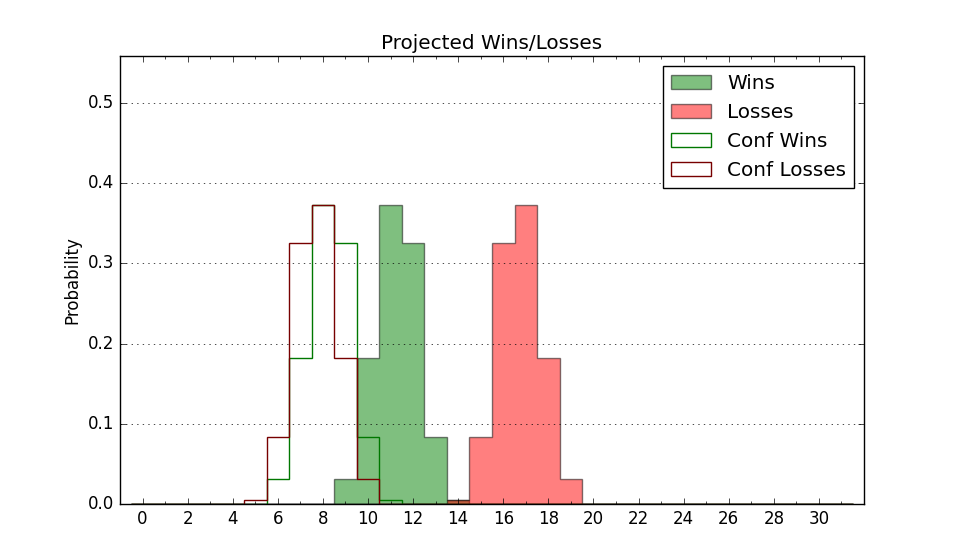 Projected Wins/Losses
Wins
Losses
Conf Wins
Conf Losses
Probability
0.5
0.4
0.3
0.2
0.1
0.0
0 2 4 6 8 10 12 14 16 18 20 22 24 26 28 30